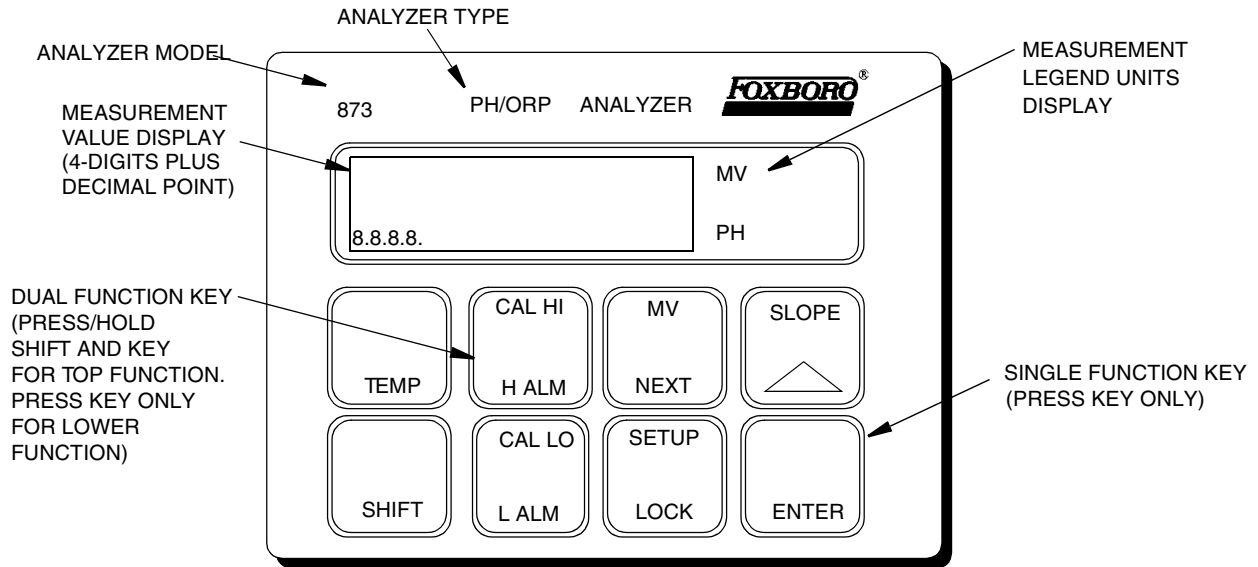 ANALYZER TYPE
ANALYZER MODEL
MEASUREMENT
LEGEND UNITS
DISPLAY
MEASUREMENT
VALUE DISPLAY
(4-DIGITS PLUS
DECIMAL POINT)
873 PH/ORP ANALYZER FOXBORO®
MV
8.8.8.8. PH
DUAL FUNCTION KEY
(PRESS/HOLD
SHIFT AND KEY
FOR TOP FUNCTION.
PRESS KEY ONLY
FOR LOWER
FUNCTION)
CAL HI MV SLOPE
TEMP H ALM NEXT
CAL LO SETUP
SHIFT L ALM LOCK ENTER
SINGLE FUNCTION KEY
(PRESS KEY ONLY)